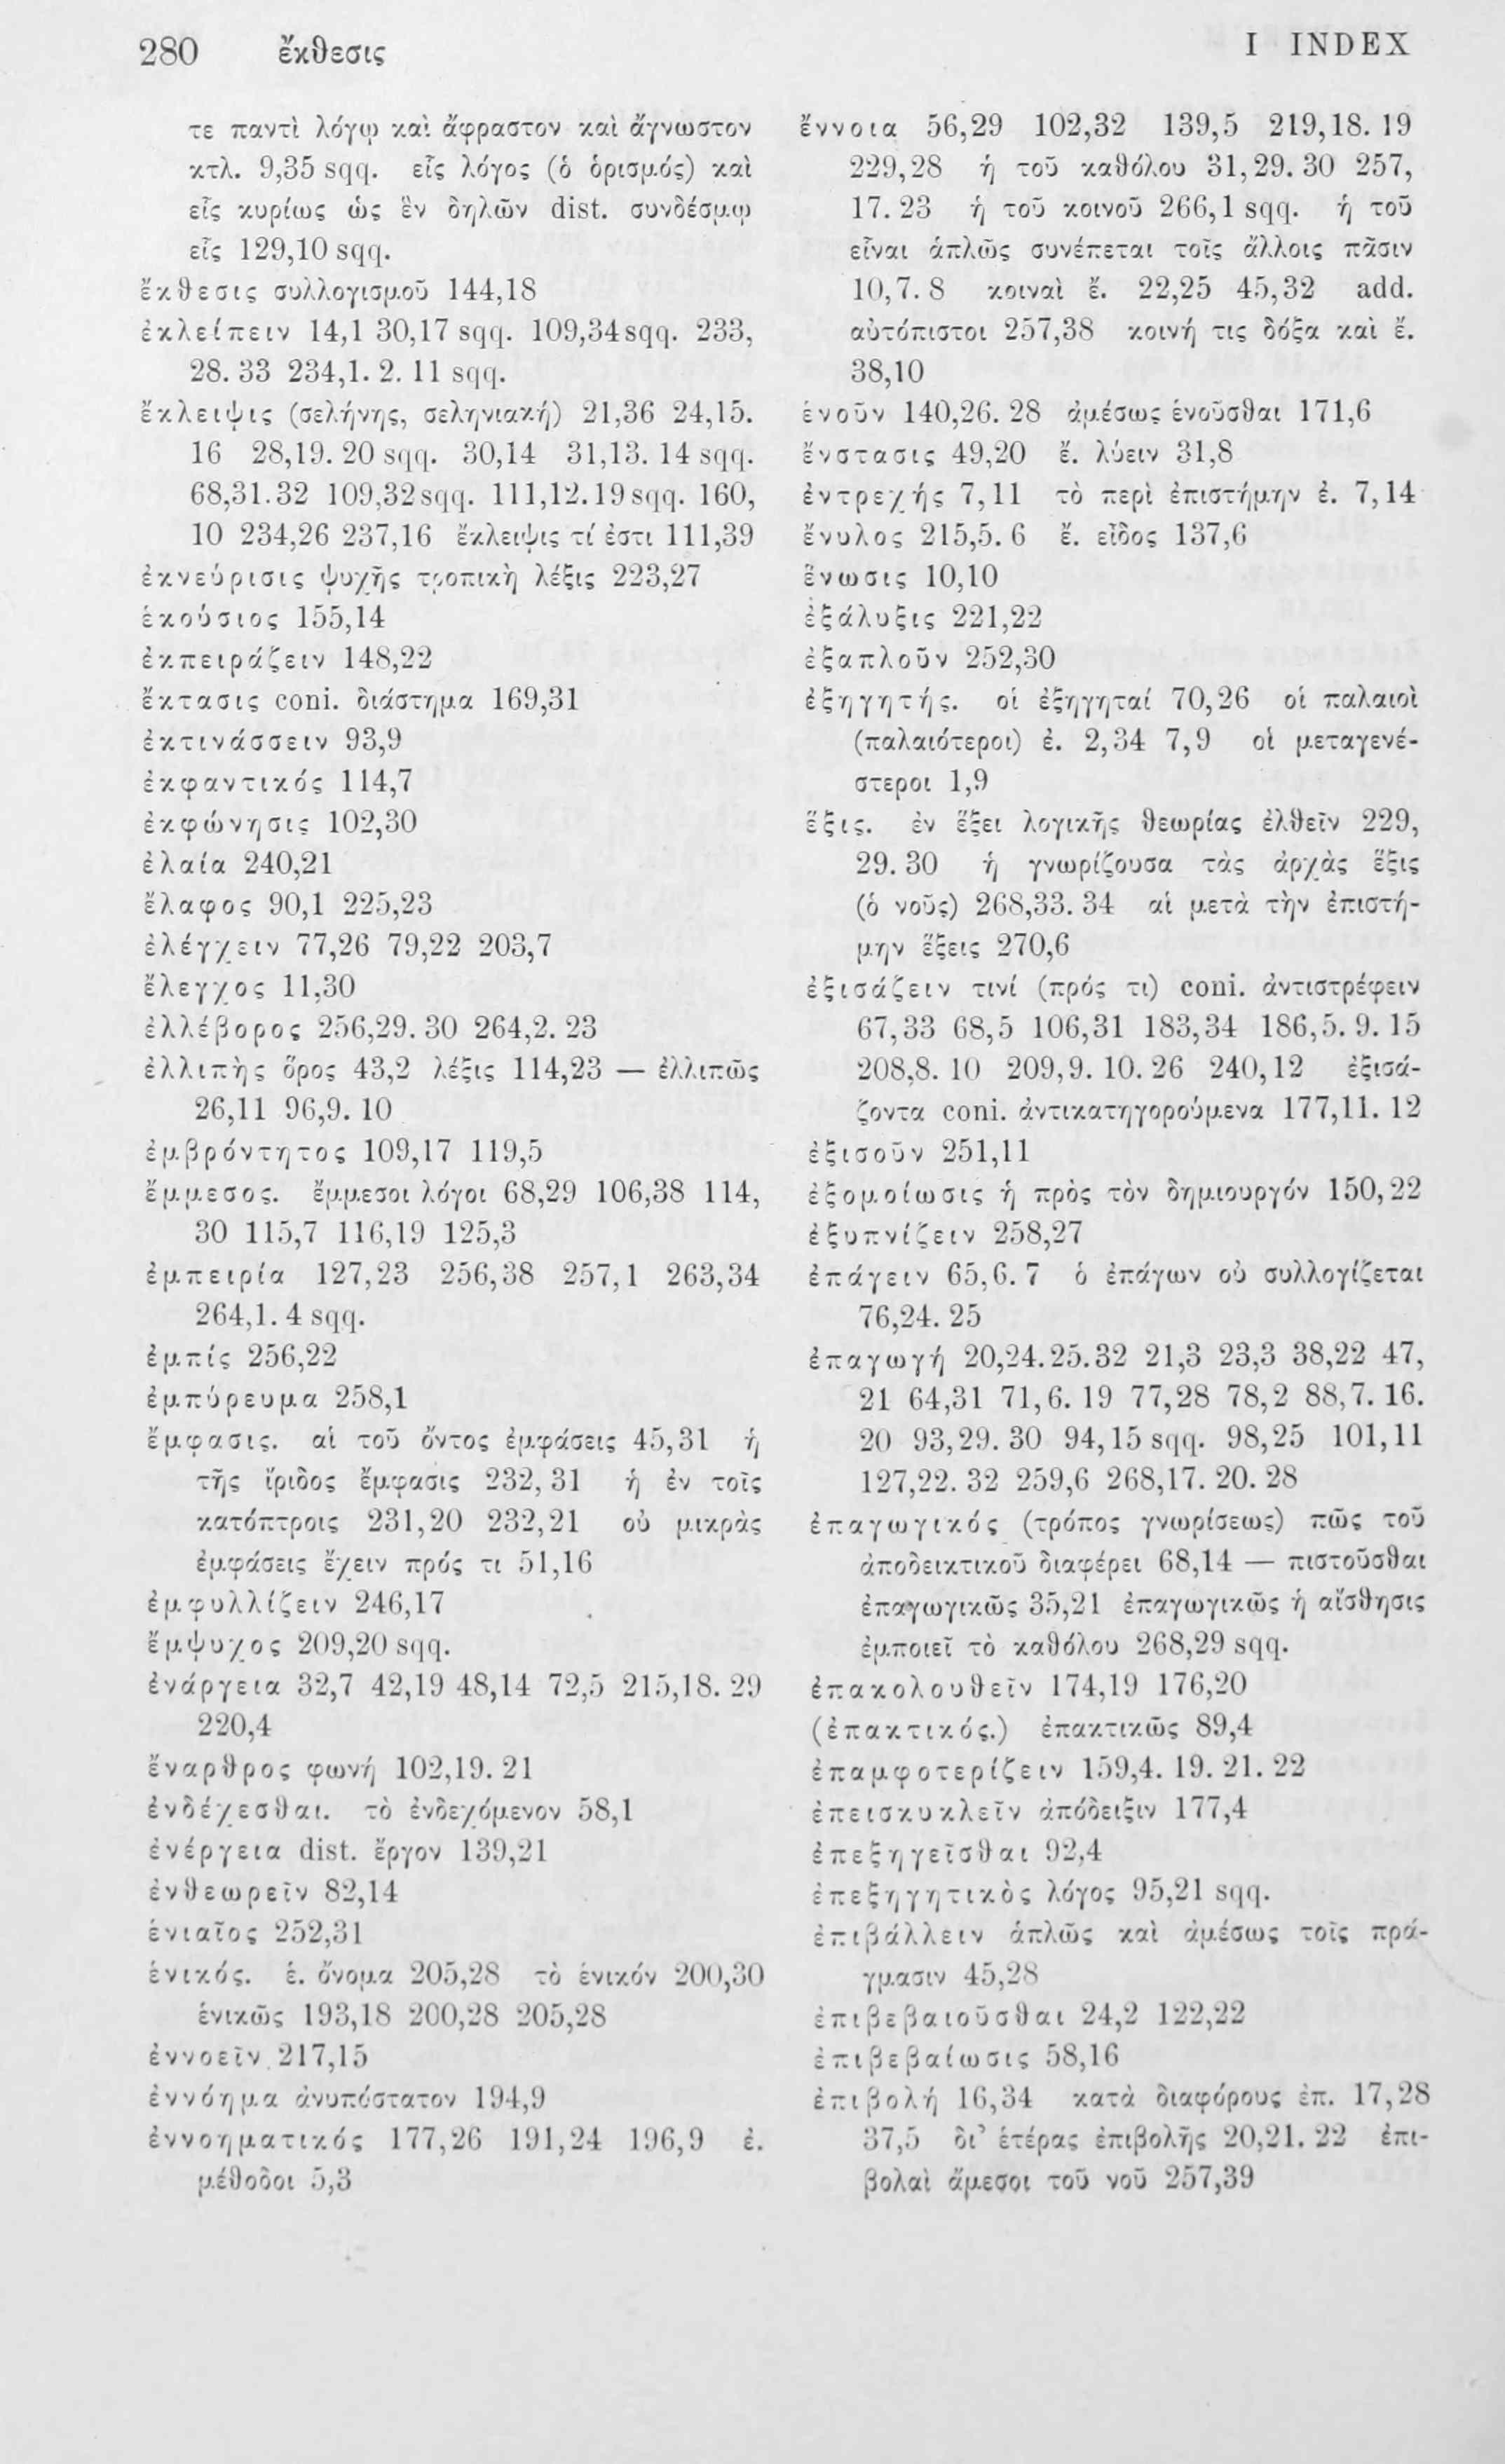 280 ἔκθεσις
I INDEX
τε παντὶ λόγῳ καὶ ἄφραστον καὶ ἄγνωστον
κτλ. 9,35 sqq. εἷς λόγος (ὁ ὁρισμός) καὶ
εἷς κυρίως ὡς ἓν δηλῶν dist. συνδέσμῳ
εἷς 129,10 sqq.
ἔκθεσις συλλογισμοῦ 144,18
ἐκλείπειν 14,1 30,17 sqq. 109,34 sqq. 233,
28. 33 234,1. 2. 11 sqq.
ἔκλειψις (σελήνης, σεληνιακή) 21,36 24,15.
16 28,19. 20 sqq. 30,14 31,13. 14 sqq.
68,31. 32 109,32 sqq. 111,12. 19 sqq. 160,
10 234,26 237,16 ἔκλειψις τί ἐστι 111,39
ἐκνεύρισις ψυχῆς τροπικὴ λέξις 223,27
ἑκούσιος 155,14
ἐκπειράζειν 148,22
ἔκτασις coni. διάστημα 169,31
ἐκτινάσσειν 93,9
ἐκφαντικός 114,7
ἐκφώνησις 102,30
ἐλαία 240,21
ἔλαφος 90,1 225,23
ἐλέγχειν 77,26 79,22 203,7
ἔλεγχος 11,30
ἐλλέβορος 256,29. 30 264,2. 23
ἐλλιπὴς ὅρος 43,2 λέξις 114,23 — ἐλλιπῶς
26,11 96,9. 10
ἐμβρόντητος 109,17 119,5
ἔμμεσος. ἔμμεσοι λόγοι 68,29 106,38 114,
30 115,7 116,19 125,3
ἐμπειρία 127,23 256,38 257,1 263,34
264,1. 4 sqq.
ἐμπίς 256,22
ἐμπύρευμα 258,1
ἔμφασις. αἱ τοῦ ὄντος ἐμφάσεις 45,31 ἡ
τῆς ἴριδος ἔμφασις 232,31 ἡ ἐν τοῖς
κατόπτροις 231,20 232,21 οὐ μικρὰς
ἐμφάσεις ἔχειν πρός τι 51,16
ἐμφυλλίζειν 246,17
ἔμψυχος 209,20 sqq.
ἐνάργεια 32,7 42,19 48,14 72,5 215,18. 29
220,4
ἔναρθρος φωνή 102,19. 21
ἐνδέχεσθαι. τὸ ἐνδεχόμενον 58,1
ἐνέργεια dist. ἔργον 139,21
ἐνθεωρεῖν 82,14
ἑνιαῖος 252,31
ἑνικός. ἑ. ὄνομα 205,28 τὸ ἑνικόν 200,30
ἑνικῶς 193,18 200,28 205,28
ἐννοεῖν 217,15
ἐννόημα ἀνυπόστατον 194,9
ἐννοηματικός 177,26 191,24 196,9 ἐ.
μέθοδοι 5,3
ἔννοια 56,29 102,32 139,5 219,18. 19
229,28 ἡ τοῦ καθόλου 31,29. 30 257,
17. 23 ἡ τοῦ κοινοῦ 266,1 sqq. ἡ τοῦ
εἶναι ἁπλῶς συνέπεται τοῖς ἄλλοις πᾶσιν
10,7. 8 κοιναὶ ἔ. 22,25 45,32 add.
αὐτόπιστοι 257,38 κοινή τις δόξα καὶ ἔ.
38,10
ἑνοῦν 140,26. 28 ἀμέσως ἑνοῦσθαι 171,6
ἔνστασις 49,20 ἔ. λύειν 31,8
ἐντρεχής 7,11 τὸ περὶ ἐπιστήμην ἐ. 7,14
ἔνυλος 215,5. 6 ἔ. εἶδος 137,6
ἕνωσις 10,10
ἐξάλυξις 221,22
ἐξαπλοῦν 252,30
ἐξηγητής. οἱ ἐξηγηταί 70,26 οἱ παλαιοὶ
(παλαιότεροι) ἐ. 2,34 7,9 οἱ μεταγενέ-
στεροι 1,9
ἕξις. ἐν ἕξει λογικῆς θεωρίας ἐλθεῖν 229,
29. 30 ἡ γνωρίζουσα τὰς ἀρχὰς ἕξις
(ὁ νοῦς) 268,33. 34 αἱ μετὰ τὴν ἐπιστή-
μην ἕξεις 270,6
ἐξισάζειν τινί (πρός τι) coni. ἀντιστρέφειν
67,33 68,5 106,31 183,34 186,5. 9. 15
208,8. 10 209,9. 10. 26 240,12 ἐξισά-
ζοντα coni. ἀντικατηγορούμενα 177,11. 12
ἐξισοῦν 251,11
ἐξομοίωσις ἡ πρὸς τὸν δημιουργόν 150,22
ἐξυπνίζειν 258,27
ἐπάγειν 65,6. 7 ὁ ἐπάγων οὐ συλλογίζεται
76,24. 25
ἐπαγωγή 20,24. 25. 32 21,3 23,3 38,22 47,
21 64,31 71,6. 19 77,28 78,2 88,7. 16.
20 93,29. 30 94,15 sqq. 98,25 101,11
127,22. 32 259,6 268,17. 20. 28
ἐπαγωγικός (τρόπος γνωρίσεως) πῶς τοῦ
ἀποδεικτικοῦ διαφέρει 68,14 — πιστοῦσθαι
ἐπαγωγικῶς 35,21 ἐπαγωγικῶς ἡ αἴσθησις
ἐμποιεῖ τὸ καθόλου 268,29 sqq.
ἐπακολουθεῖν 174,19 176,20
(ἐπακτικός.) ἐπακτικῶς 89,4
ἐπαμφοτερίζειν 159,4. 19. 21. 22
ἐπεισκυκλεῖν ἀπόδειξιν 177,4
ἐπεξηγεῖσθαι 92,4
ἐπεξηγητικὸς λόγος 95,21 sqq.
ἐπιβάλλειν ἁπλῶς καὶ ἀμέσως τοῖς πρά-
γμασιν 45,28
ἐπιβεβαιοῦσθαι 24,2 122,22
ἐπιβεβαίωσις 58,16
ἐπιβολή 16,34 κατὰ διαφόρους ἐπ. 17,28
37,5 δι’ ἑτέρας ἐπιβολῆς 20,21. 22 ἐπι-
βολαὶ ἄμεσοι τοῦ νοῦ 257,39